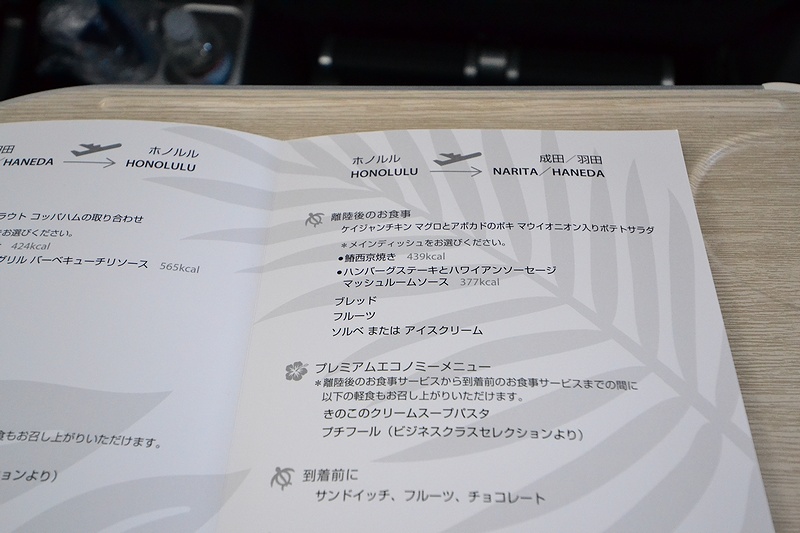 羽田
HANEDA
ホノルル
HONOLULU
ラウト コッパハムの取り合わせ
をお選びください。
424kcal
グリル バーベキューチリソース 565kcal
食もお召し上がりいただけます。
ションより）
ホノルル
HONOLULU
成田／羽田
NARITA／HANEDA
離陸後のお食事
ケイジャンチキン マグロとアボカドのポキ マウイオニオン入りポテトサラダ
＊メインディッシュをお選びください。
●鰆西京焼き 439kcal
●ハンバーグステーキとハワイアンソーセージ
マッシュルームソース 377kcal
ブレッド
フルーツ
ソルベ または アイスクリーム
プレミアムエコノミーメニュー
＊離陸後のお食事サービスから到着前のお食事サービスまでの間に
以下の軽食もお召し上がりいただけます。
きのこのクリームスープパスタ
プチフール（ビジネスクラスセレクションより）
到着前に
サンドイッチ、フルーツ、チョコレート